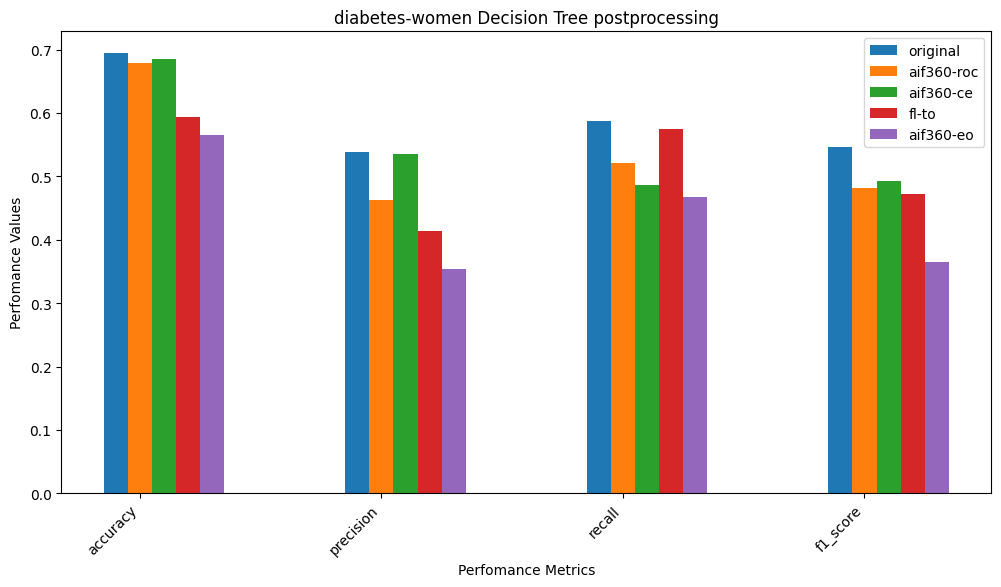 diabetes-women Decision Tree postprocessing
original
aif360-roc
aif360-ce
fl-to
aif360-eo
Perfomance Values
0.7
0.6
0.5
0.4
0.3
0.2
0.1
0.0
accuracy
precision
recall
f1_score
Perfomance Metrics